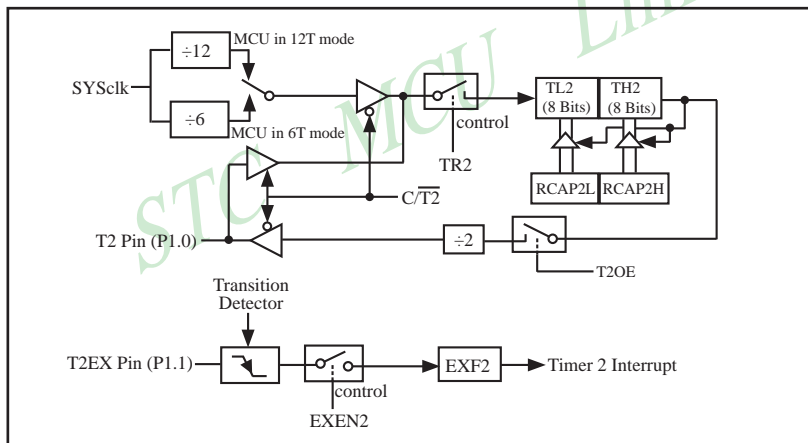 ÷12
MCU in 12T mode
SYSclk
÷6
MCU in 6T mode
control
TR2
TL2
(8 Bits)
TH2
(8 Bits)
RCAP2L
RCAP2H
C/T2
T2 Pin (P1.0)
÷2
T2OE
Transition
Detector
T2EX Pin (P1.1)
control
EXEN2
EXF2
Timer 2 Interrupt
STC MCU